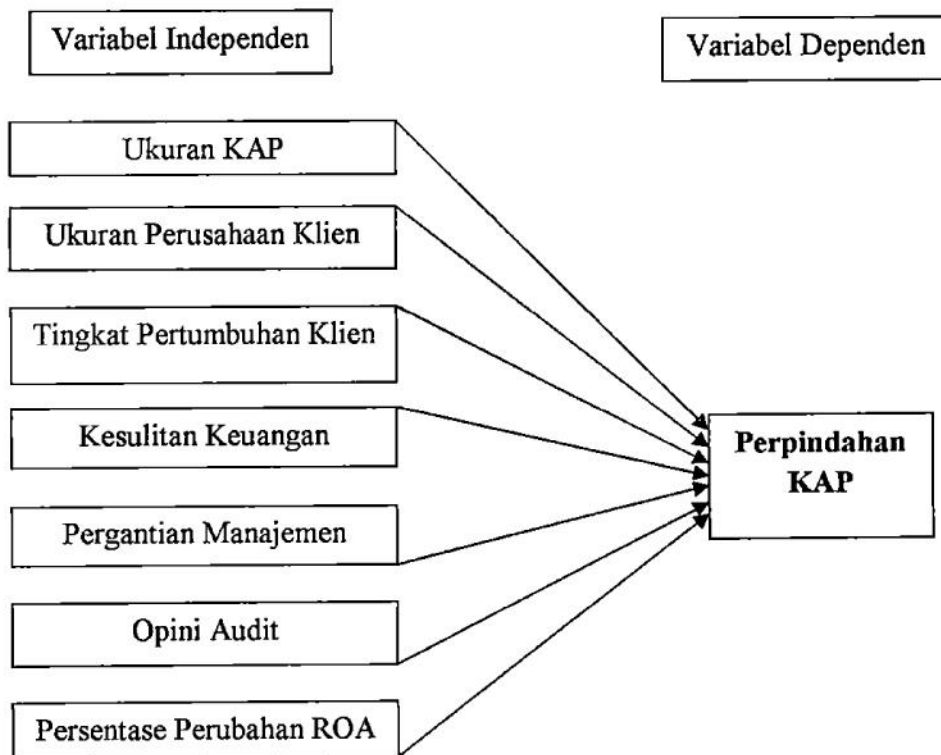 Variabel Independen
Variabel Dependen
Ukuran KAP
Ukuran Perusahaan Klien
Tingkat Pertumbuhan Klien
Kesulitan Keuangan
Pergantian Manajemen
Opini Audit
Persentase Perubahan ROA
Perpindahan
KAP